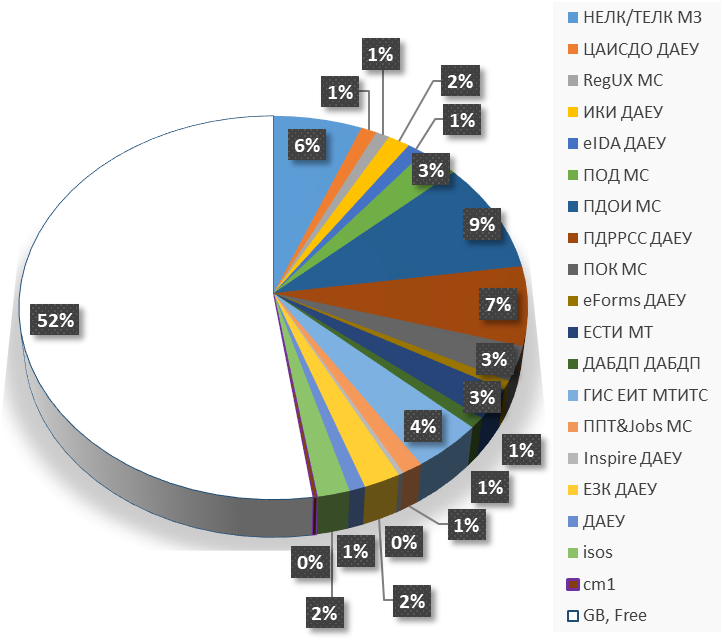 1%
2%
1%
1%
6%
3%
9%
7%
3%
3%
4%
1%
1%
1%
0%
2%
1%
2%
0%
52%
НЕЛК/ТЕЛК МЗ
ЦАИСДО ДАЕУ
RegUX МС
ИКИ ДАЕУ
eIDA ДАЕУ
ПОД МС
ПДОИ МС
ПДРРСС ДАЕУ
ПОК МС
eForms ДАЕУ
ЕСТИ МТ
ДАБДП ДАБДП
ГИС ЕИТ МТИТС
ППТ&Jobs МС
Inspire ДАЕУ
ЕЗК ДАЕУ
ДАЕУ
isos
cm1
GB, Free